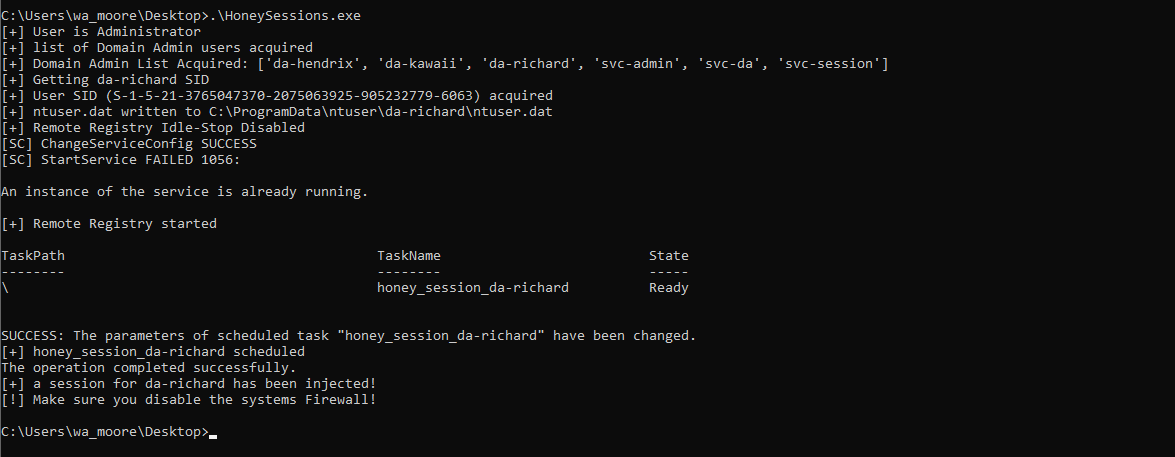 C:\Users\wa_moore\Desktop>.\HoneySessions.exe
[+] User is Administrator
[+] list of Domain Admin users acquired
[+] Domain Admin List Acquired: ['da-hendrix', 'da-kawaii', 'da-richard', 'svc-admin', 'svc-da', 'svc-session']
[+] Getting da-richard SID
[+] User SID (S-1-5-21-3765047370-2075063925-905232779-6063) acquired
[+] ntuser.dat written to C:\ProgramData\ntuser\da-richard\ntuser.dat
[+] Remote Registry Idle-Stop Disabled
[SC] ChangeServiceConfig SUCCESS
[SC] StartService FAILED 1056:
An instance of the service is already running.
[+] Remote Registry started
TaskPath TaskName State
-------- -------- -----
\ honey_session_da-richard Ready
SUCCESS: The parameters of scheduled task "honey_session_da-richard" have been changed.
[+] honey_session_da-richard scheduled
The operation completed successfully.
[+] a session for da-richard has been injected!
[!] Make sure you disable the systems Firewall!
C:\Users\wa_moore\Desktop>